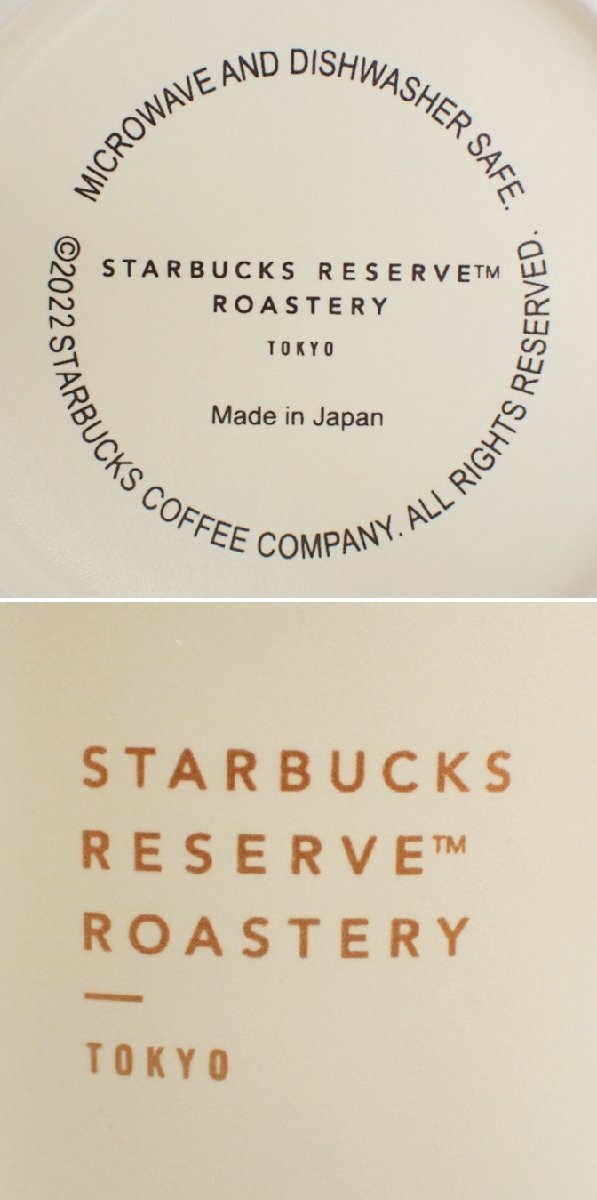 MICROWAVE AND DISHWASHER SAFE.
STARBUCKS RESERVE™
ROASTERY
TOKYO
Made in Japan
©2022 STARBUCKS COFFEE COMPANY. ALL RIGHTS RESERVED.
STARBUCKS
RESERVE™
ROASTERY
TOKYO